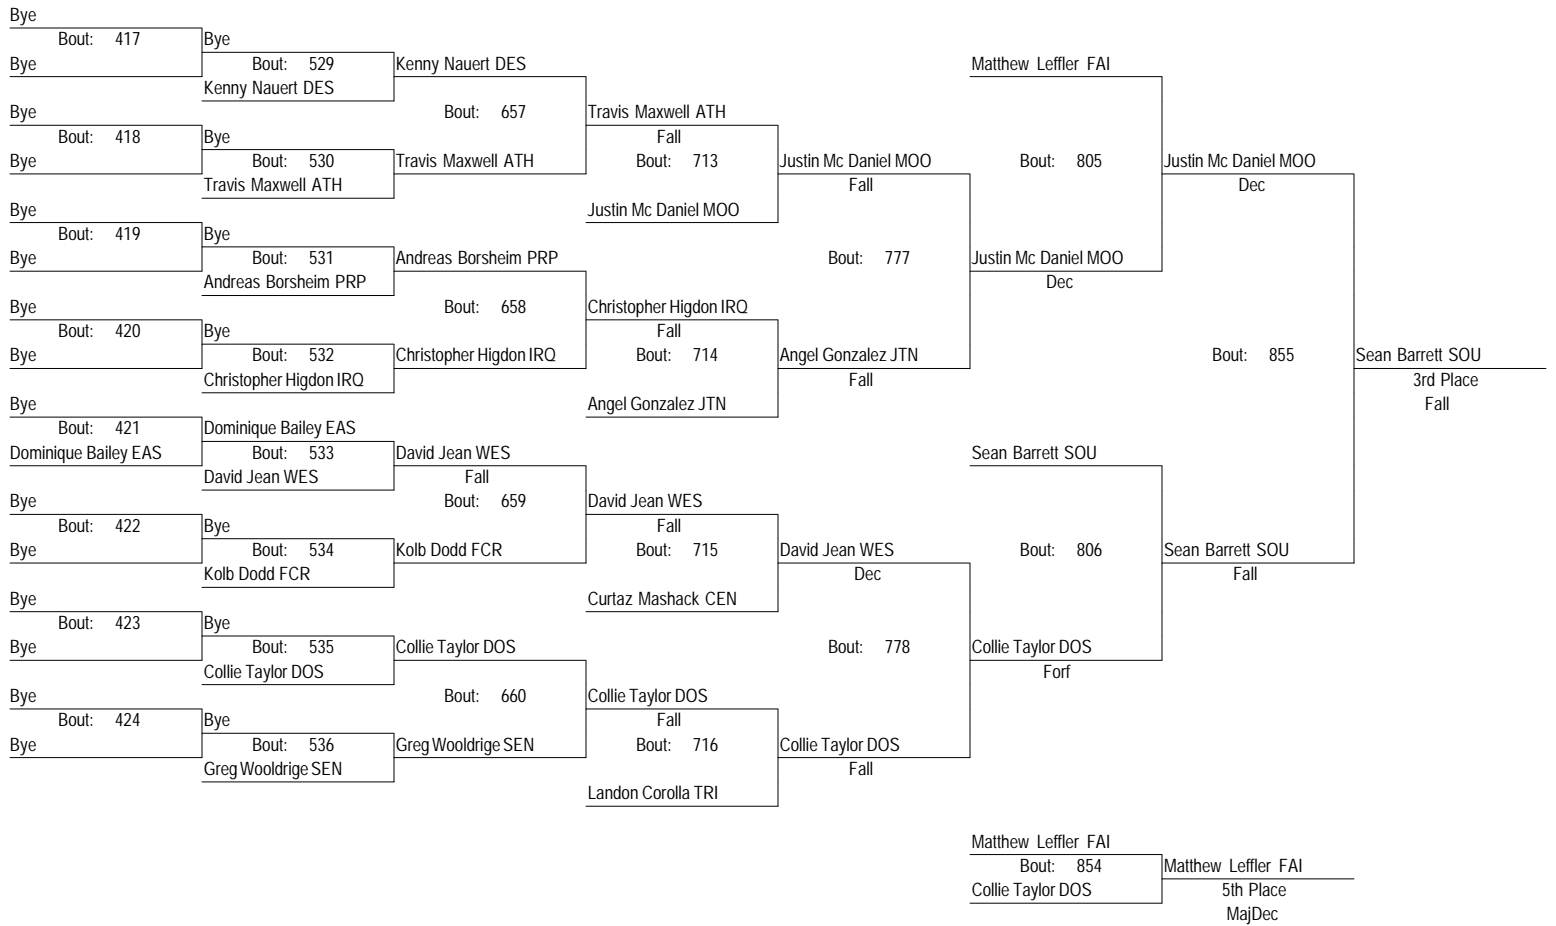 Bye
Bout: 417
Bye
Bye
Bout: 529
Kenny Nauert DES
Kenny Nauert DES
Bout: 657
Bye
Bout: 418
Bye
Bye
Bout: 530
Travis Maxwell ATH
Travis Maxwell ATH
Travis Maxwell ATH
Fall
Bout: 713
Justin Mc Daniel MOO
Justin Mc Daniel MOO
Fall
Bye
Bout: 419
Bye
Bye
Bout: 531
Andreas Borsheim PRP
Andreas Borsheim PRP
Bout: 658
Bye
Bout: 420
Bye
Bye
Bout: 532
Christopher Higdon IRQ
Christopher Higdon IRQ
Christopher Higdon IRQ
Fall
Bout: 714
Angel Gonzalez JTN
Angel Gonzalez JTN
Fall
Bout: 777
Justin Mc Daniel MOO
Dec
Matthew Leffler FAI
Bout: 805
Justin Mc Daniel MOO
Dec
Bye
Bout: 421
Dominique Bailey EAS
Dominique Bailey EAS
Bout: 533
David Jean WES
David Jean WES
Fall
Bout: 659
Bye
Bout: 422
Bye
Bye
Bout: 534
Kolb Dodd FCR
Kolb Dodd FCR
David Jean WES
Fall
Bout: 715
Curtaz Mashack CEN
David Jean WES
Dec
Bye
Bout: 423
Bye
Bye
Bout: 535
Collie Taylor DOS
Collie Taylor DOS
Bout: 660
Bye
Bout: 424
Bye
Bye
Bout: 536
Greg Wooldrige SEN
Greg Wooldrige SEN
Collie Taylor DOS
Fall
Bout: 716
Landon Corolla TRI
Collie Taylor DOS
Fall
Bout: 778
Collie Taylor DOS
Forf
Sean Barrett SOU
Bout: 806
Sean Barrett SOU
Fall
Bout: 855
Sean Barrett SOU
3rd Place
Fall
Matthew Leffler FAI
Bout: 854
Collie Taylor DOS
Matthew Leffler FAI
5th Place
MajDec